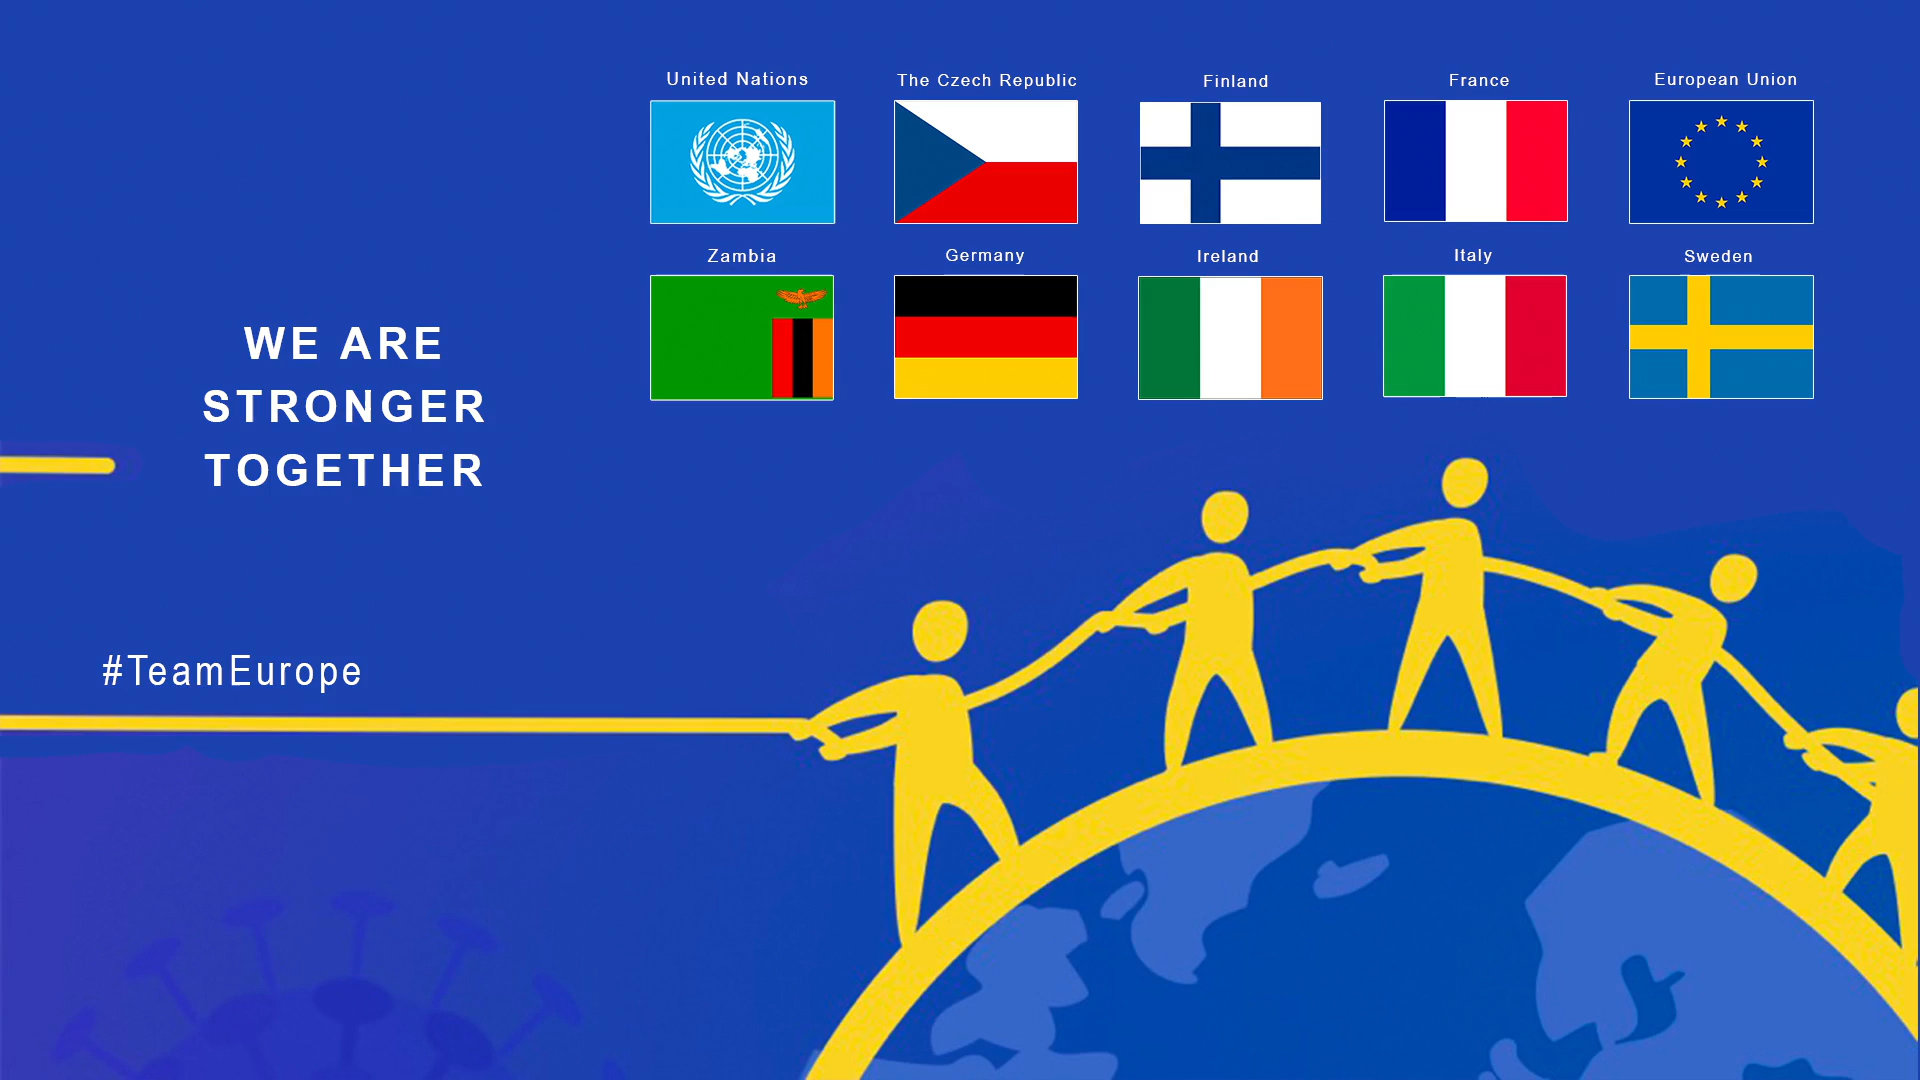 United Nations
The Czech Republic
Finland
France
European Union
Zambia
Germany
Ireland
Italy
Sweden
WE ARE
STRONGER
TOGETHER
#TeamEurope